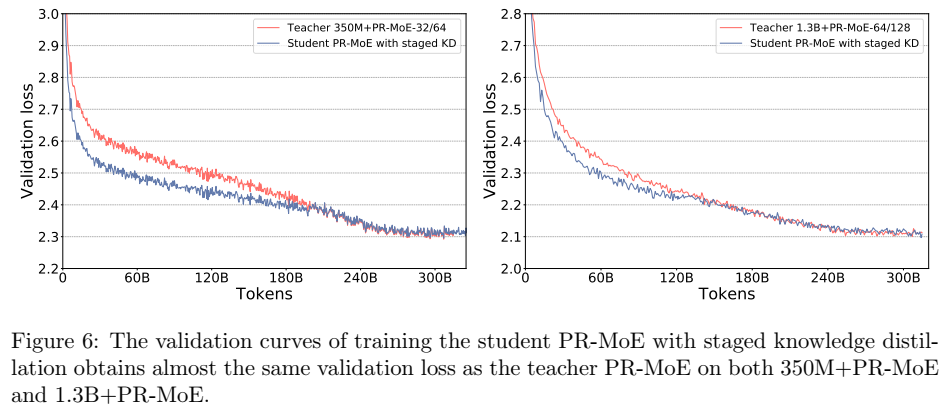 3.0
2.9
2.8
2.7
2.6
2.5
2.4
2.3
2.2
Validation loss
Teacher 350M+PR-MoE-32/64
Student PR-MoE with staged KD
0 60B 120B 180B 240B 300B
Tokens
2.8
2.7
2.6
2.5
2.4
2.3
2.2
2.1
2.0
Validation loss
Teacher 1.3B+PR-MoE-64/128
Student PR-MoE with staged KD
0 60B 120B 180B 240B 300B
Tokens
Figure 6: The validation curves of training the student PR-MoE with staged knowledge distil-
lation obtains almost the same validation loss as the teacher PR-MoE on both 350M+PR-MoE
and 1.3B+PR-MoE.